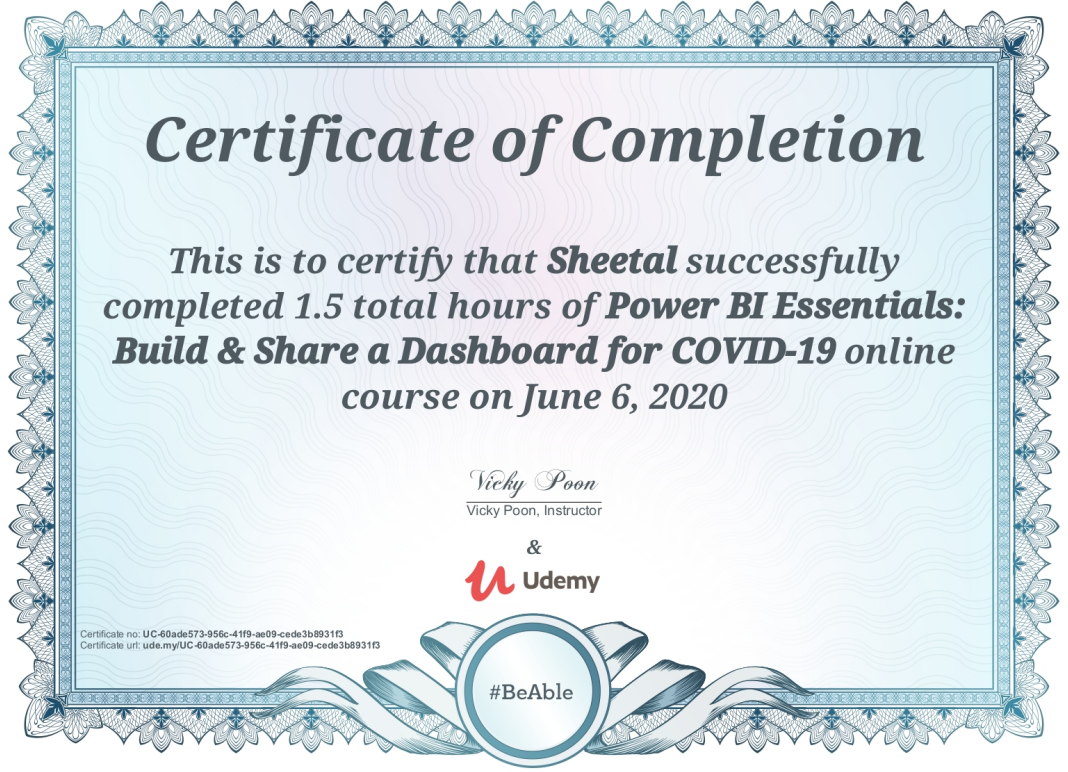 Certificate of Completion
This is to certify that Sheetal successfully
completed 1.5 total hours of Power BI Essentials:
Build & Share a Dashboard for COVID-19 online
course on June 6, 2020
Vicky Poon
Vicky Poon, Instructor
&
Udemy
Certificate no: UC-60ade573-956c-41f9-ae09-cede3b8931f3
Certificate url: ude.my/UC-60ade573-956c-41f9-ae09-cede3b8931f3
#BeAble